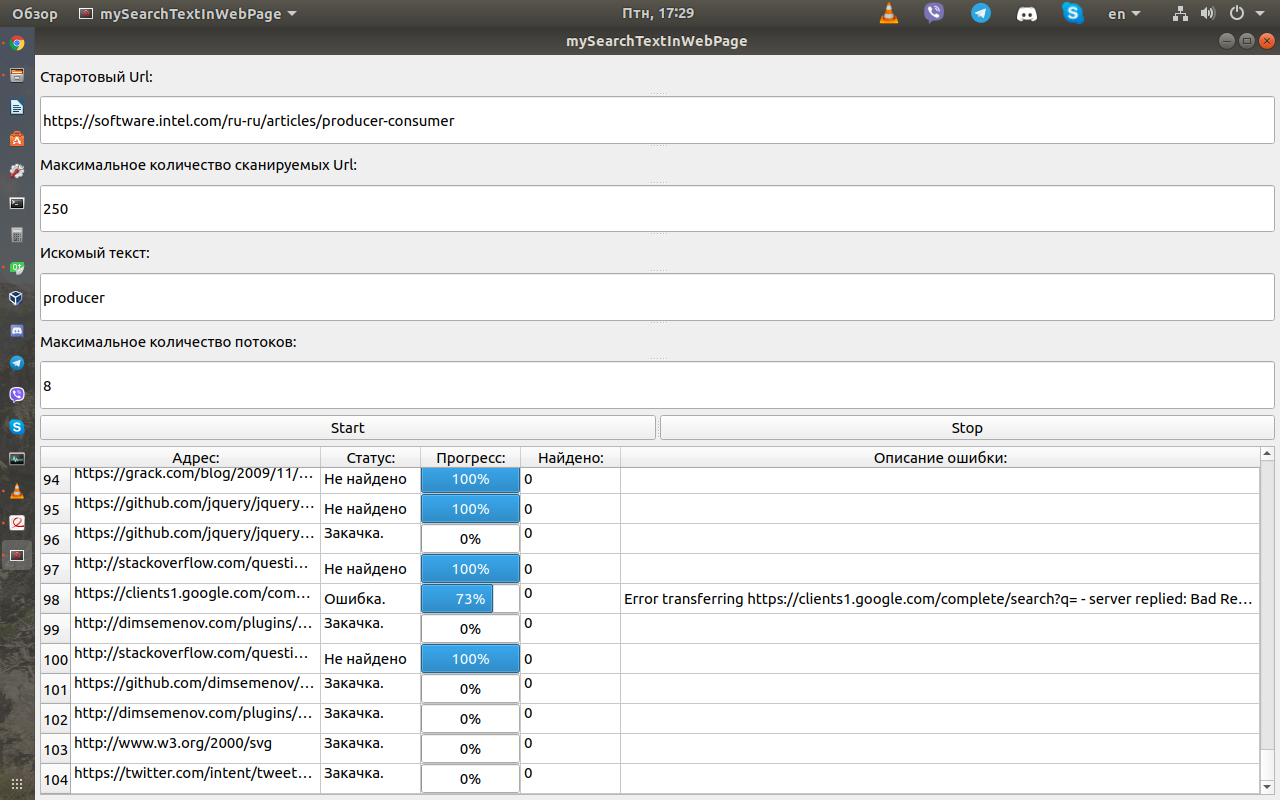 Обзор mySearchTextInWebPage Птн, 17:29 en
mySearchTextInWebPage
Старотовый Url:
https://software.intel.com/ru-ru/articles/producer-consumer
Максимальное количество сканируемых Url:
250
Искомый текст:
producer
Максимальное количество потоков:
8
Start Stop
Адрес: Статус: Прогресс: Найдено: Описание ошибки:
94 https://grack.com/blog/2009/11/… Не найдено 100% 0
95 https://github.com/jquery/jquery… Не найдено 100% 0
96 https://github.com/jquery/jquery… Закачка. 0% 0
97 http://stackoverflow.com/questi… Не найдено 100% 0
98 https://clients1.google.com/com… Ошибка. 73% 0 Error transferring https://clients1.google.com/complete/search?q= - server replied: Bad Re…
99 http://dimsemenov.com/plugins/… Закачка. 0% 0
100 http://stackoverflow.com/questi… Не найдено 100% 0
101 https://github.com/dimsemenov/… Закачка. 0% 0
102 http://dimsemenov.com/plugins/… Закачка. 0% 0
103 http://www.w3.org/2000/svg Закачка. 0% 0
104 https://twitter.com/intent/tweet… Закачка. 0% 0